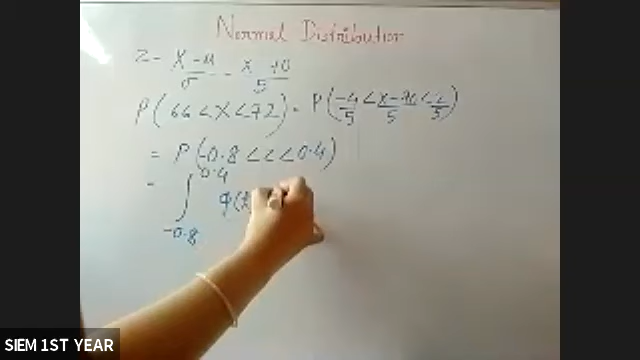 Normal Distribution
Z = X - μ / σ = X - 70 / 5
P(66 < X < 72) = P(-4/5 < X - 70/5 < 2/5)
= P(-0.8 < Z < 0.4)
= ∫ 0.4 -0.8 φ(z)
SIEM 1ST YEAR